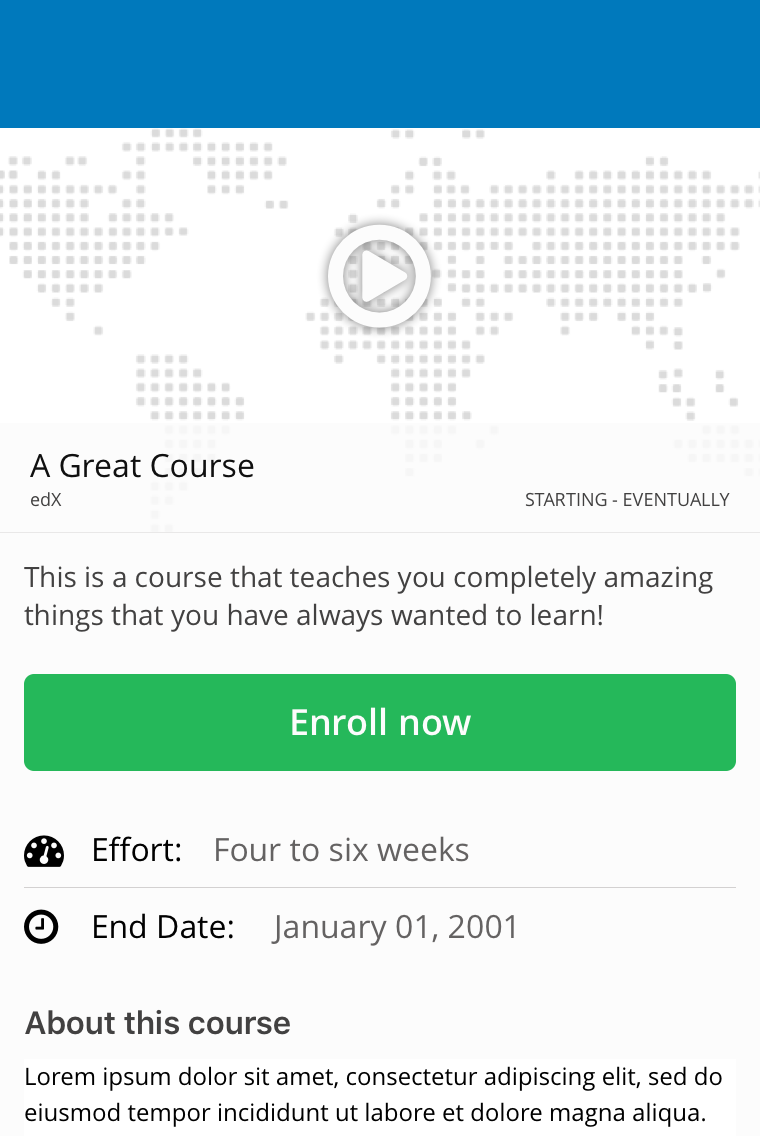 A Great Course
edX
STARTING - EVENTUALLY
This is a course that teaches you completely amazing
things that you have always wanted to learn!
Enroll now
Effort: Four to six weeks
End Date: January 01, 2001
About this course
Lorem ipsum dolor sit amet, consectetur adipiscing elit, sed do
eiusmod tempor incididunt ut labore et dolore magna aliqua.